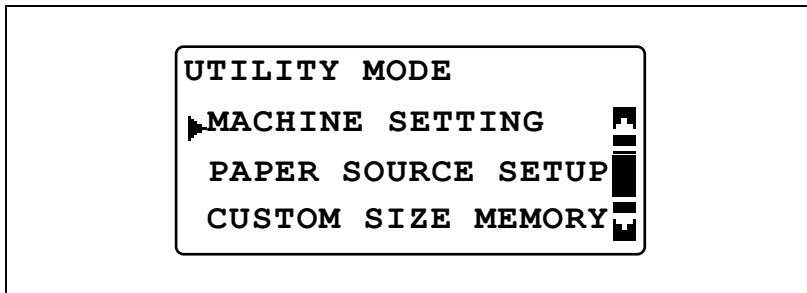 UTILITY MODE
MACHINE SETTING
PAPER SOURCE SETUP
CUSTOM SIZE MEMORY